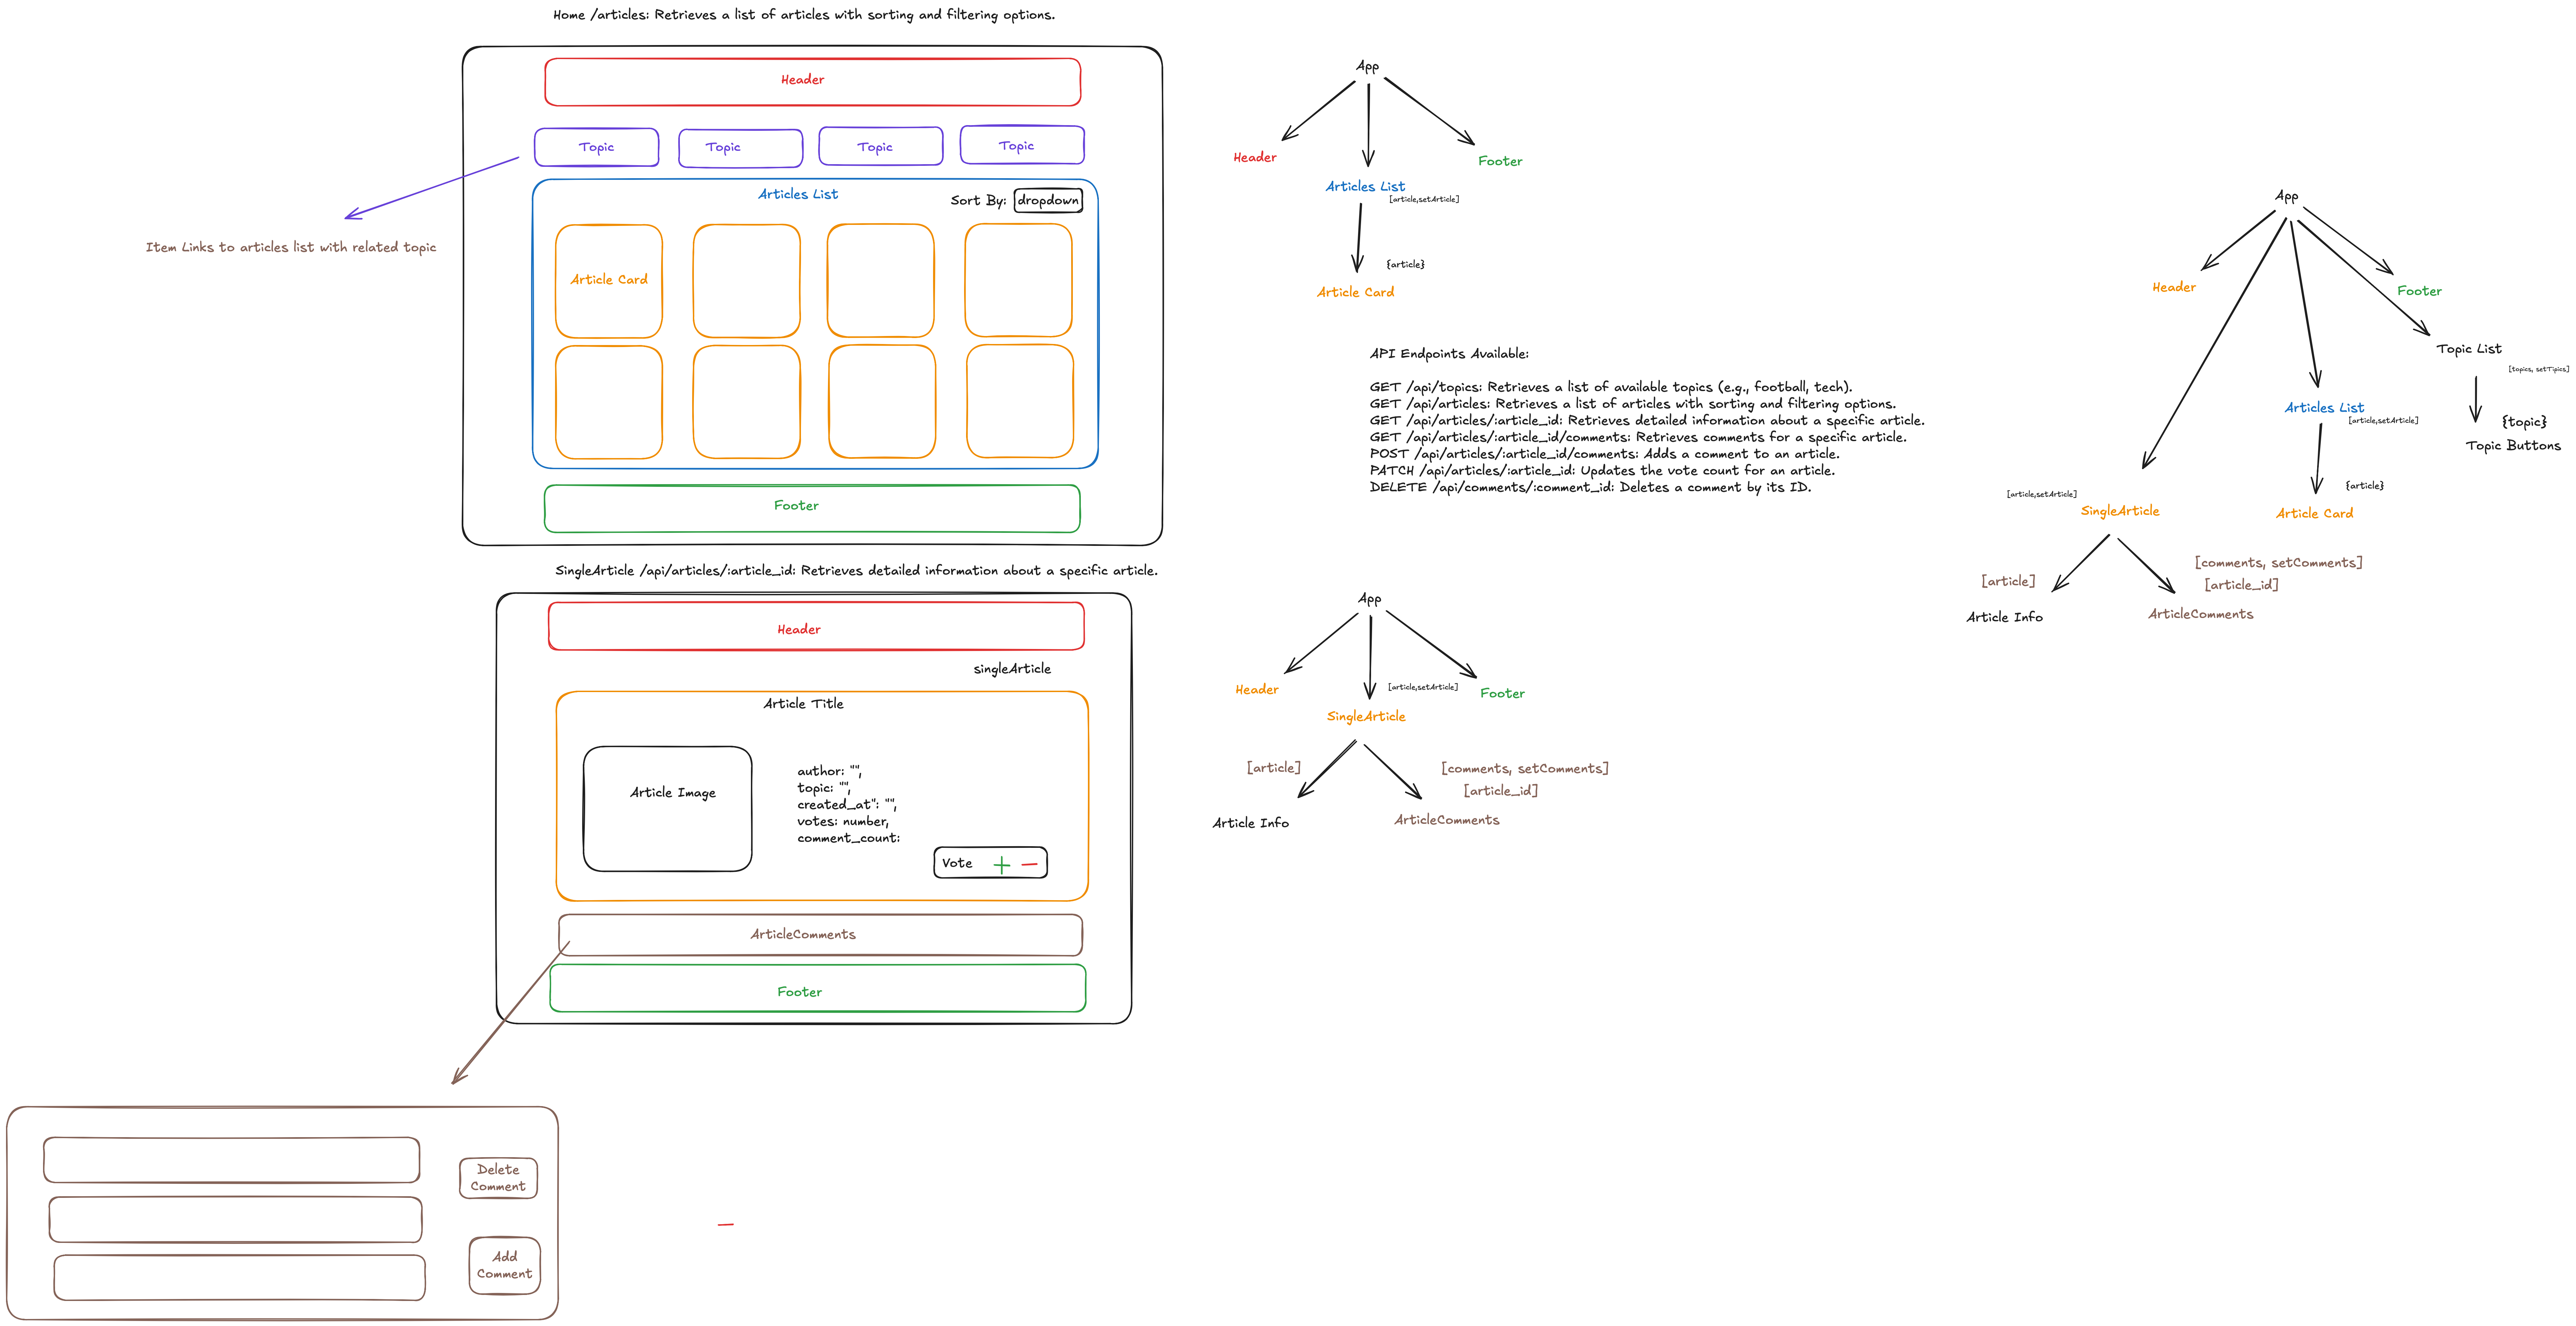 Home /articles: Retrieves a list of articles with sorting and filtering options.
Header
Topic
Topic
Topic
Topic
Item Links to articles list with related topic
Articles List
Sort By:
dropdown
Article Card
Footer
App
Header
Footer
Articles List
[article,setArticle]
{article}
Article Card
API Endpoints Available:
GET /api/topics: Retrieves a list of available topics (e.g., football, tech).
GET /api/articles: Retrieves a list of articles with sorting and filtering options.
GET /api/articles/:article_id: Retrieves detailed information about a specific article.
GET /api/articles/:article_id/comments: Retrieves comments for a specific article.
POST /api/articles/:article_id/comments: Adds a comment to an article.
PATCH /api/articles/:article_id: Updates the vote count for an article.
DELETE /api/comments/:comment_id: Deletes a comment by its ID.
App
Header
Footer
Topic List
[topics, setTipics]
{topic}
Topic Buttons
Articles List
[article,setArticle]
{article}
Article Card
[article,setArticle]
SingleArticle
[article]
Article Info
[comments, setComments]
[article_id]
ArticleComments
SingleArticle /api/articles/:article_id: Retrieves detailed information about a specific article.
Header
singleArticle
Article Title
Article Image
author: "",
topic: "",
created_at": "",
votes: number,
comment_count:
Vote
ArticleComments
Footer
App
Header
[article,setArticle]
Footer
SingleArticle
[article]
[comments, setComments]
[article_id]
Article Info
ArticleComments
Delete
Comment
Add
Comment